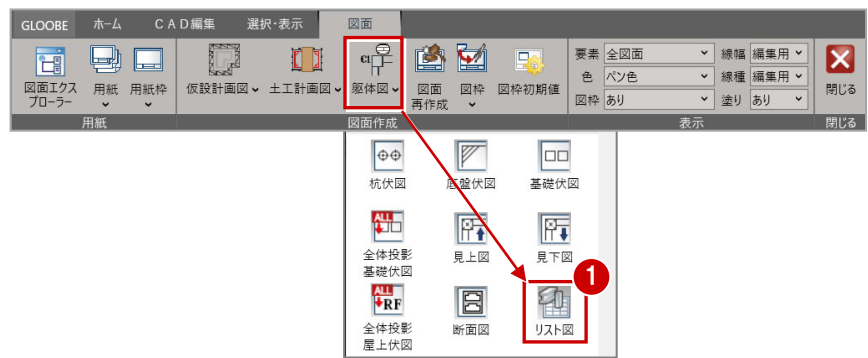 GLOOBE ホーム CAD編集 選択・表示 図面
図面エクス
プローラー
用紙
用紙枠
仮設計画図
土工計画図
躯体図
図面
再作成
図枠
図枠初期値
要素 全図面 線幅 編集用
色 ペン色 線種 編集用
図枠 あり 塗り あり
閉じる
用紙 図面作成 表示 閉じる
杭伏図 底盤伏図 基礎伏図
ALL
全体投影
基礎伏図
見上図 見下図
1
ALL
RF
全体投影
屋上伏図
断面図 リスト図